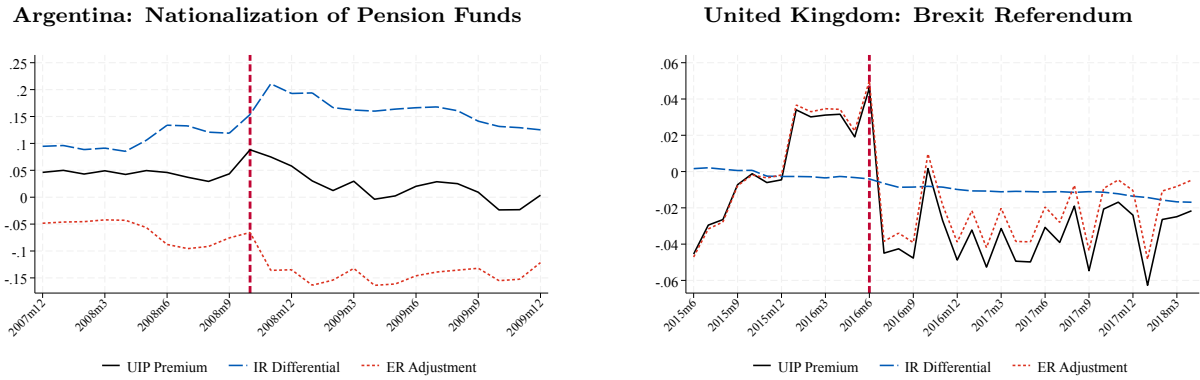 Argentina: Nationalization of Pension Funds
.25
.2
.15
.1
.05
0
-.05
-.1
-.15
2007m12
2008m3
2008m6
2008m9
2008m12
2009m3
2009m6
2009m9
2009m12
UIP Premium IR Differential ER Adjustment
United Kingdom: Brexit Referendum
.06
.04
.02
0
-.02
-.04
-.06
2015m6
2015m9
2015m12
2016m3
2016m6
2016m9
2016m12
2017m3
2017m6
2017m9
2017m12
2018m3
UIP Premium IR Differential ER Adjustment